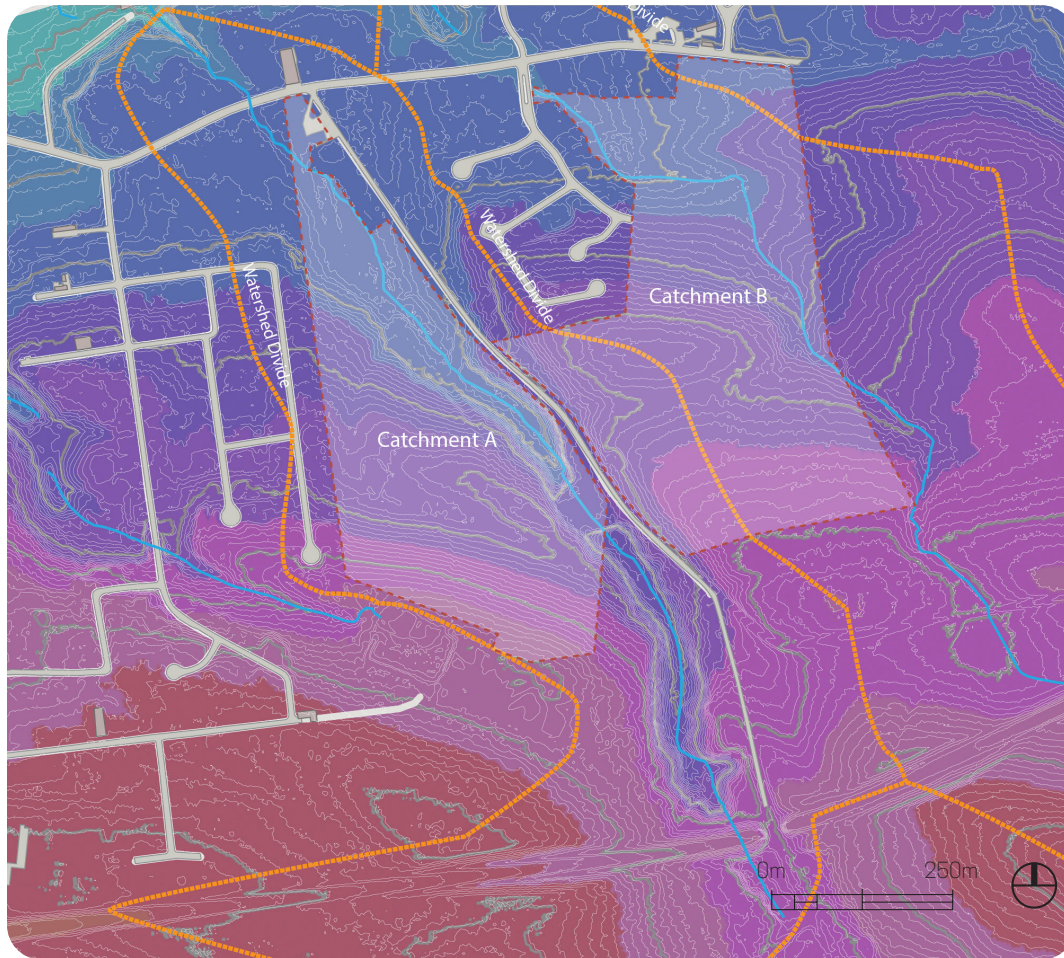 Divide
Watershed Divide
Watershed Divide
Catchment B
Catchment A
0m
250m